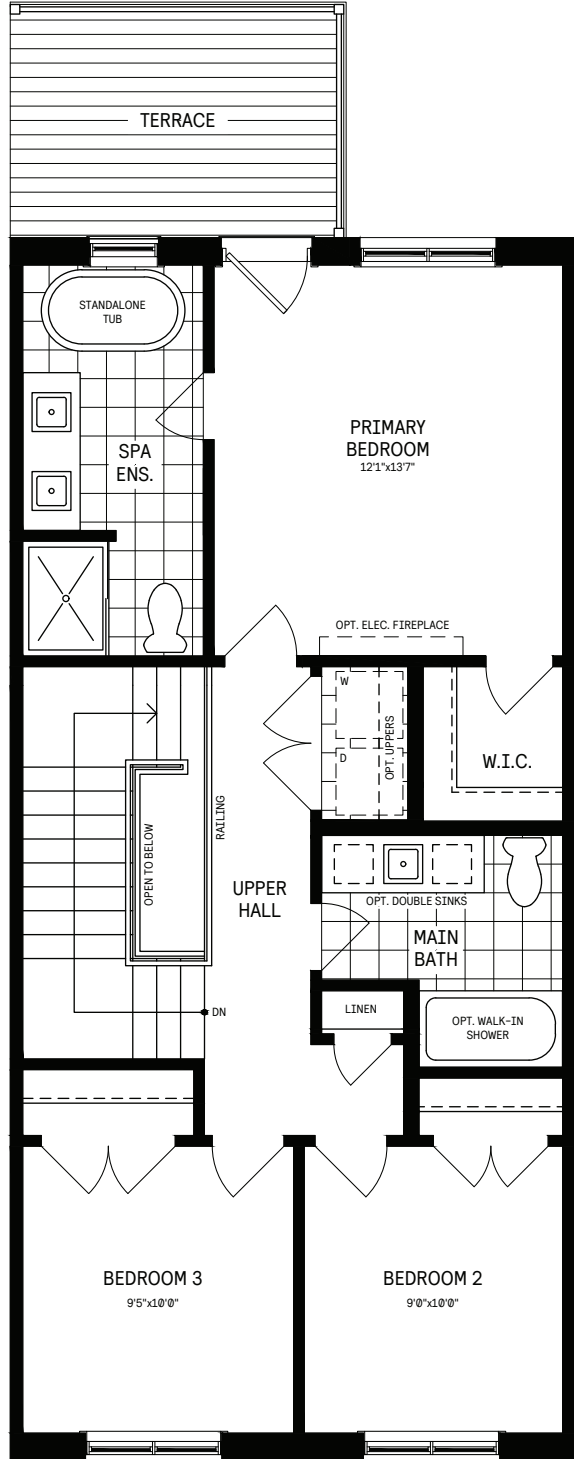 TERRACE
STANDALONE
TUB
SPA
ENS.
PRIMARY
BEDROOM
12'1"x13'7"
OPT. ELEC. FIREPLACE
W
D
OPT. UPPERS
W.I.C.
RAILING
OPEN TO BELOW
UPPER
HALL
OPT. DOUBLE SINKS
MAIN
BATH
DN
LINEN
OPT. WALK-IN
SHOWER
BEDROOM 3
9'5"x10'0"
BEDROOM 2
9'0"x10'0"